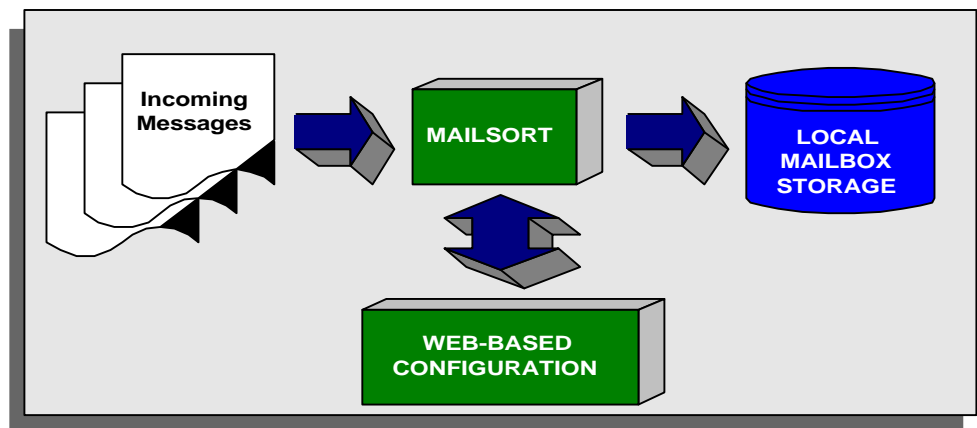 Incoming
Messages
MAILSORT
LOCAL
MAILBOX
STORAGE
WEB-BASED
CONFIGURATION